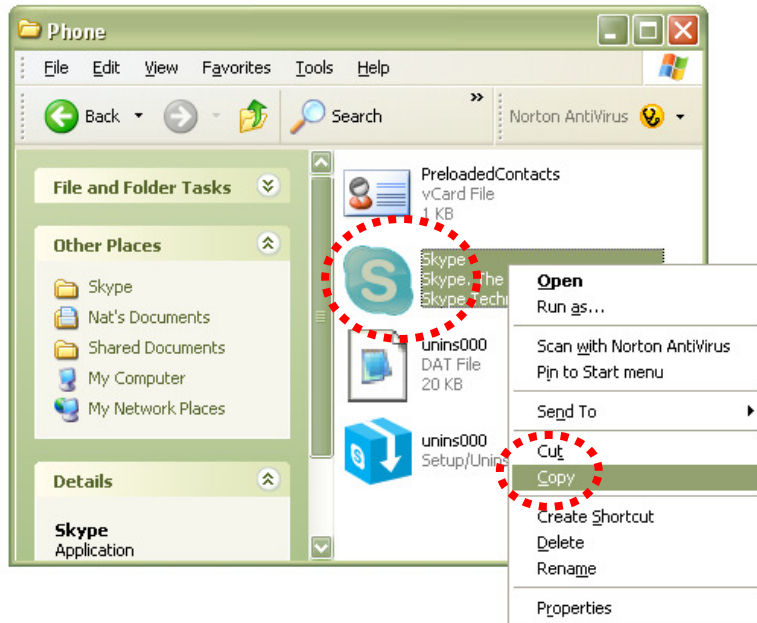 Phone
File Edit View Favorites Tools Help
Back Search » Norton AntiVirus
File and Folder Tasks
Other Places
Skype
Nat's Documents
Shared Documents
My Computer
My Network Places
Details
Skype
Application
PreloadedContacts
vCard File
1 KB
S
Skype
Skype. The
Skype Techn
unins000
DAT File
20 KB
S
unins000
Setup/Unins
Open
Run as...
Scan with Norton AntiVirus
Pin to Start menu
Send To
Cut
Copy
Create Shortcut
Delete
Rename
Properties